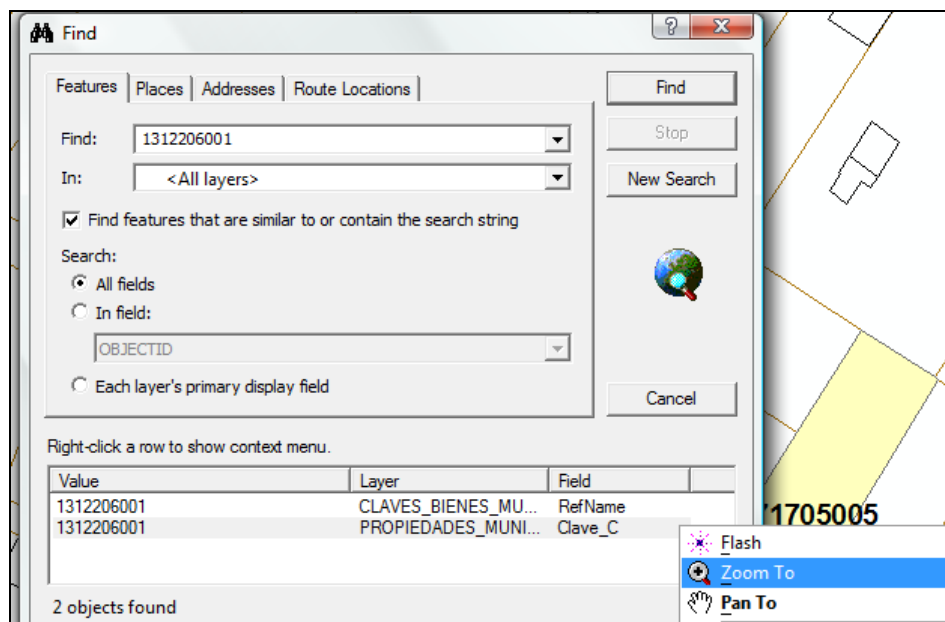 Find
Features Places Addresses Route Locations
Find
Find: 1312206001
Stop
In: <All layers>
New Search
Find features that are similar to or contain the search string
Search:
All fields
In field:
OBJECTID
Each layer's primary display field
Cancel
Right-click a row to show context menu.
Value Layer Field
1312206001 CLAVES_BIENES_MU... RefName
1312206001 PROPIEDADES_MUNI... Clave_C
71705005
Flash
Zoom To
Pan To
2 objects found